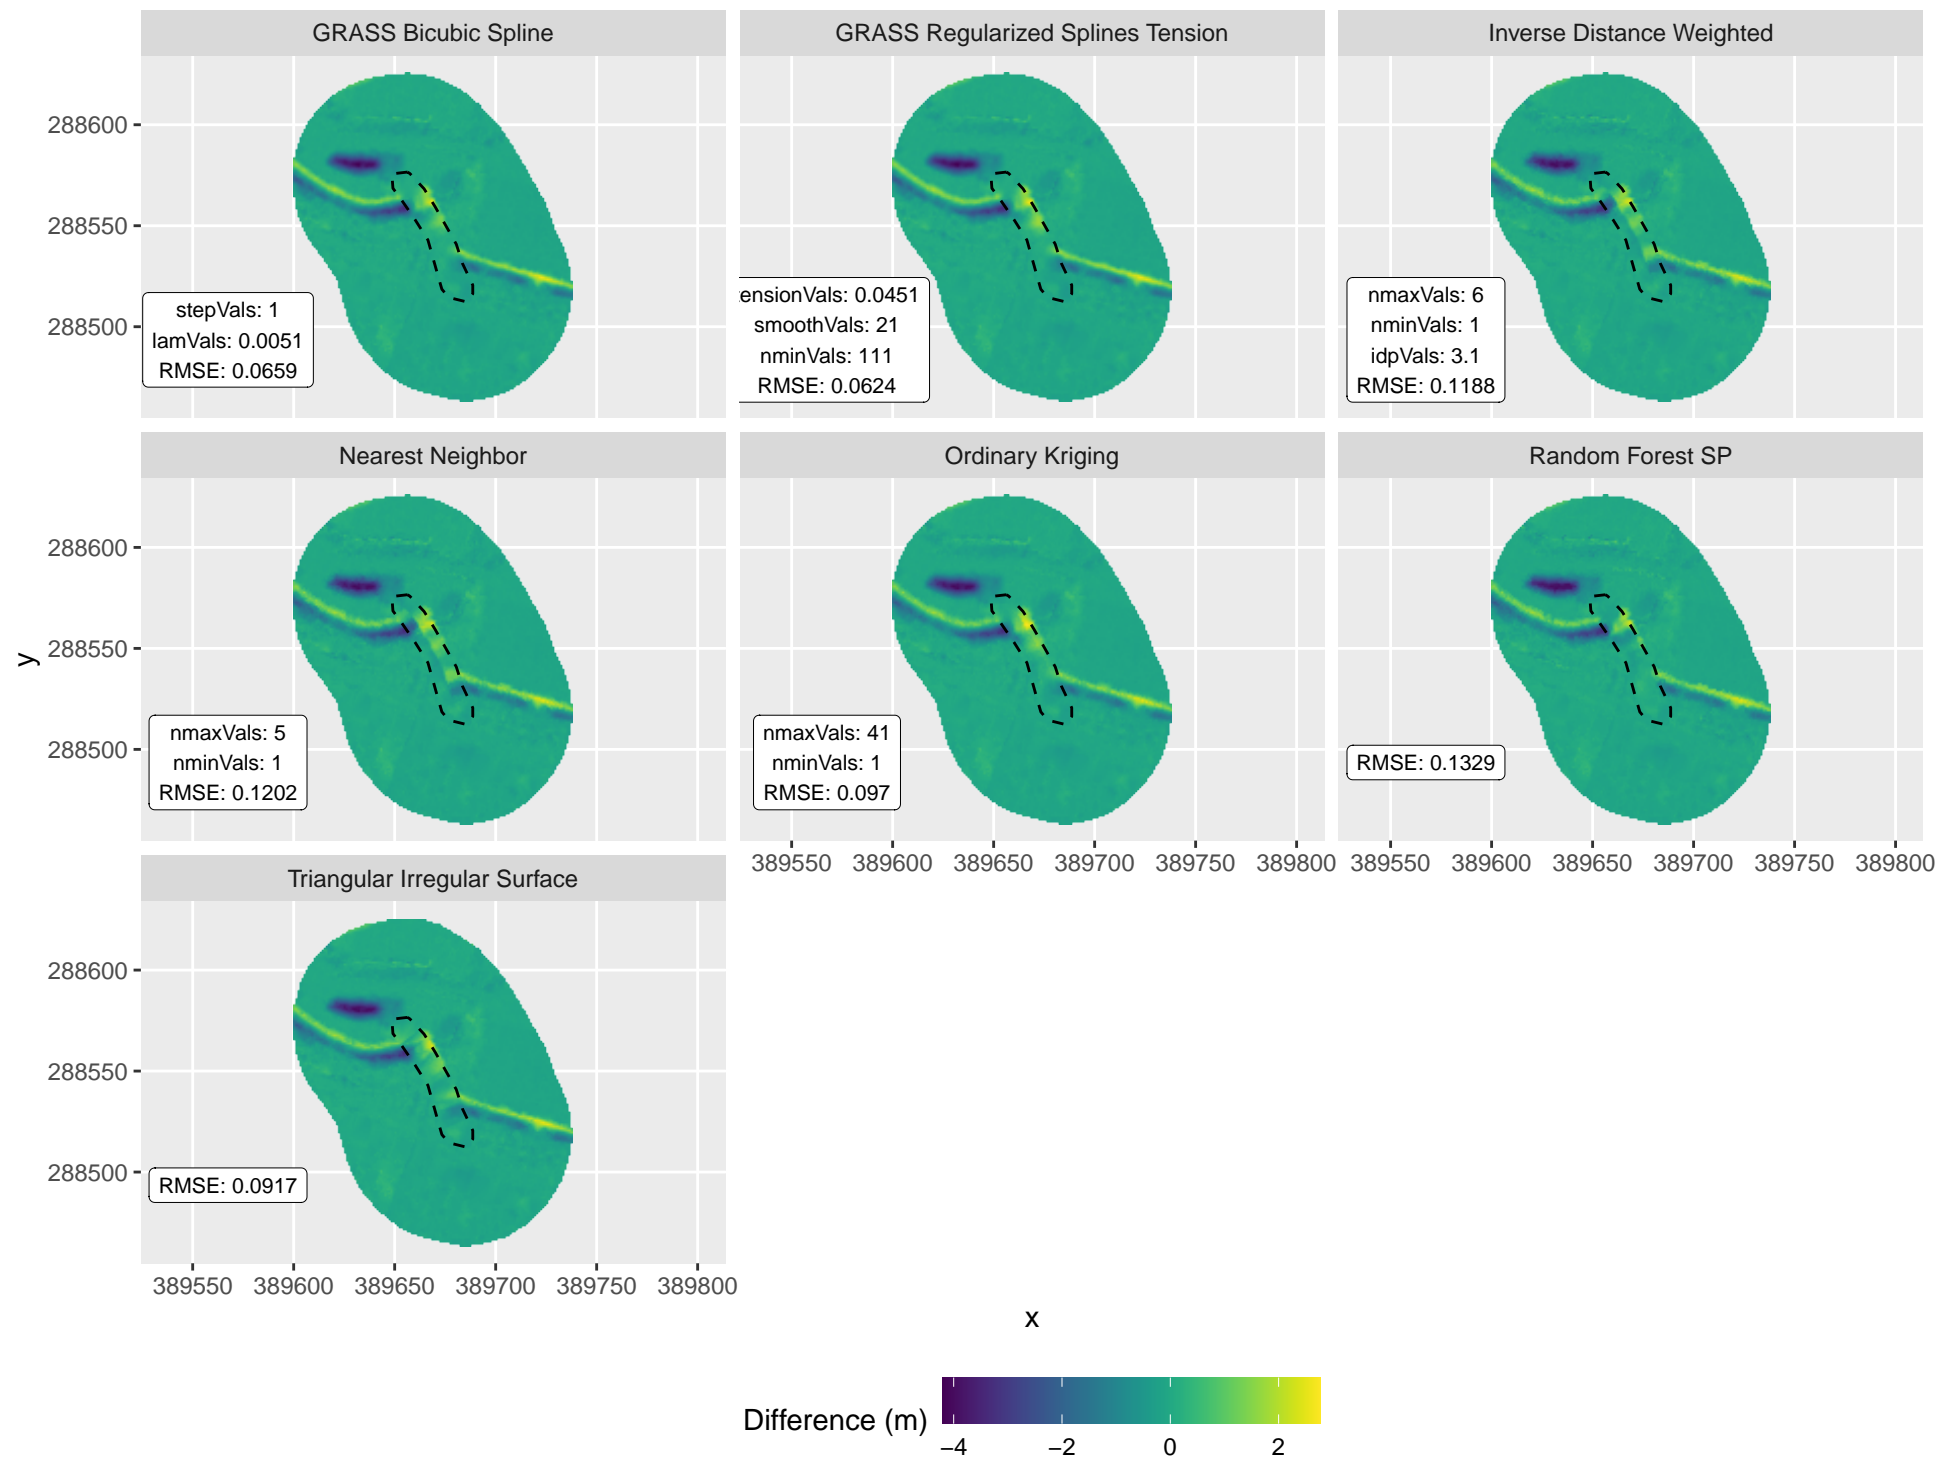 GRASS Bicubic Spline
GRASS Regularized Splines Tension
Inverse Distance Weighted
288600
288550
288500
stepVals: 1
lamVals: 0.0051
RMSE: 0.0659
ensionVals: 0.0451
smoothVals: 21
nminVals: 111
RMSE: 0.0624
nmaxVals: 6
nminVals: 1
idpVals: 3.1
RMSE: 0.1188
Nearest Neighbor
Ordinary Kriging
Random Forest SP
y
288600
288550
288500
nmaxVals: 5
nminVals: 1
RMSE: 0.1202
nmaxVals: 41
nminVals: 1
RMSE: 0.097
RMSE: 0.1329
389550 389600 389650 389700 389750 389800
389550 389600 389650 389700 389750 389800
Triangular Irregular Surface
288600
288550
288500
RMSE: 0.0917
389550 389600 389650 389700 389750 389800
x
Difference (m)
−4 −2 0 2